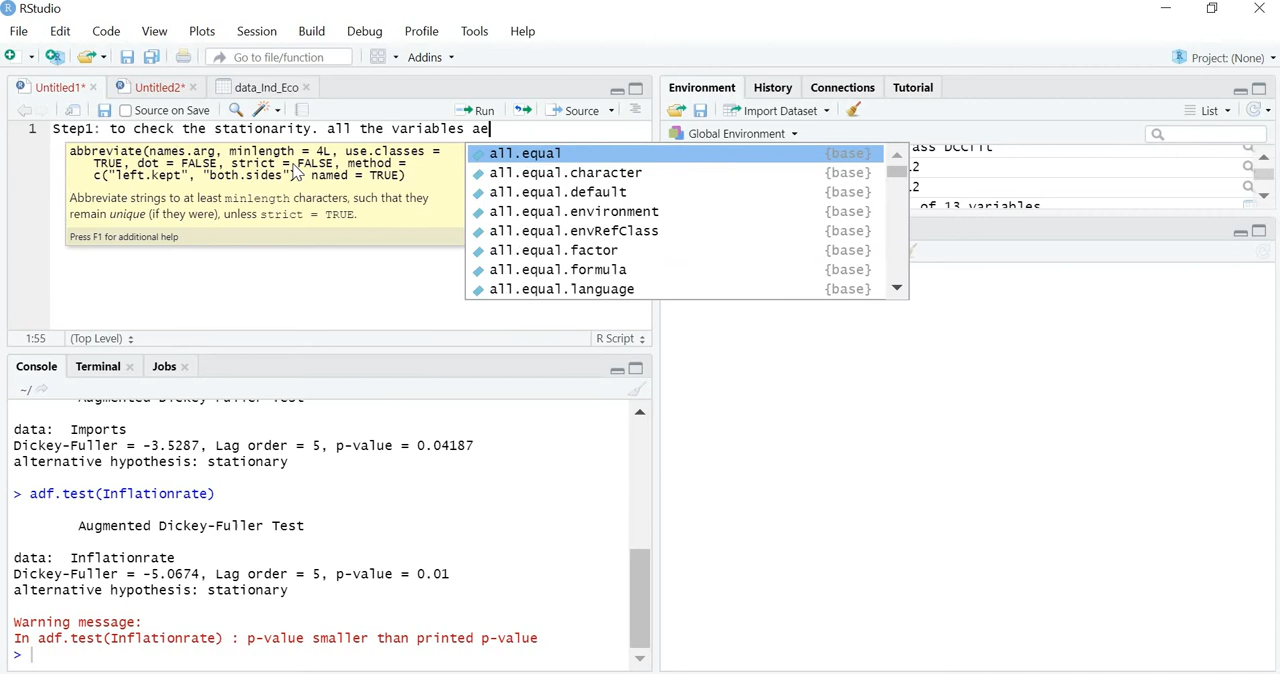 RStudio
File Edit Code View Plots Session Build Debug Profile Tools Help
Go to file/function Addins Project: (None)
Untitled1* Untitled2* data_Ind_Eco
Source on Save Run Source
1 Step1: to check the stationarity. all the variables ae
abbreviate(names.arg, minlength = 4L, use.classes =
TRUE, dot = FALSE, strict = FALSE, method =
c("left.kept", "both.sides"), named = TRUE)
Abbreviate strings to at least minlength characters, such that they
remain unique (if they were), unless strict = TRUE.
Press F1 for additional help
all.equal {base}
all.equal.character {base}
all.equal.default {base}
all.equal.environment {base}
all.equal.envRefClass {base}
all.equal.factor {base}
all.equal.formula {base}
all.equal.language {base}
1:55 (Top Level) R Script
Console Terminal Jobs
~/
Augmented Dickey-Fuller Test
data: Imports
Dickey-Fuller = -3.5287, Lag order = 5, p-value = 0.04187
alternative hypothesis: stationary
> adf.test(Inflationrate)
Augmented Dickey-Fuller Test
data: Inflationrate
Dickey-Fuller = -5.0674, Lag order = 5, p-value = 0.01
alternative hypothesis: stationary
Warning message:
In adf.test(Inflationrate) : p-value smaller than printed p-value
>
Environment History Connections Tutorial
Import Dataset List
Global Environment
ass DCCfit
.2
.2
of 13 variables